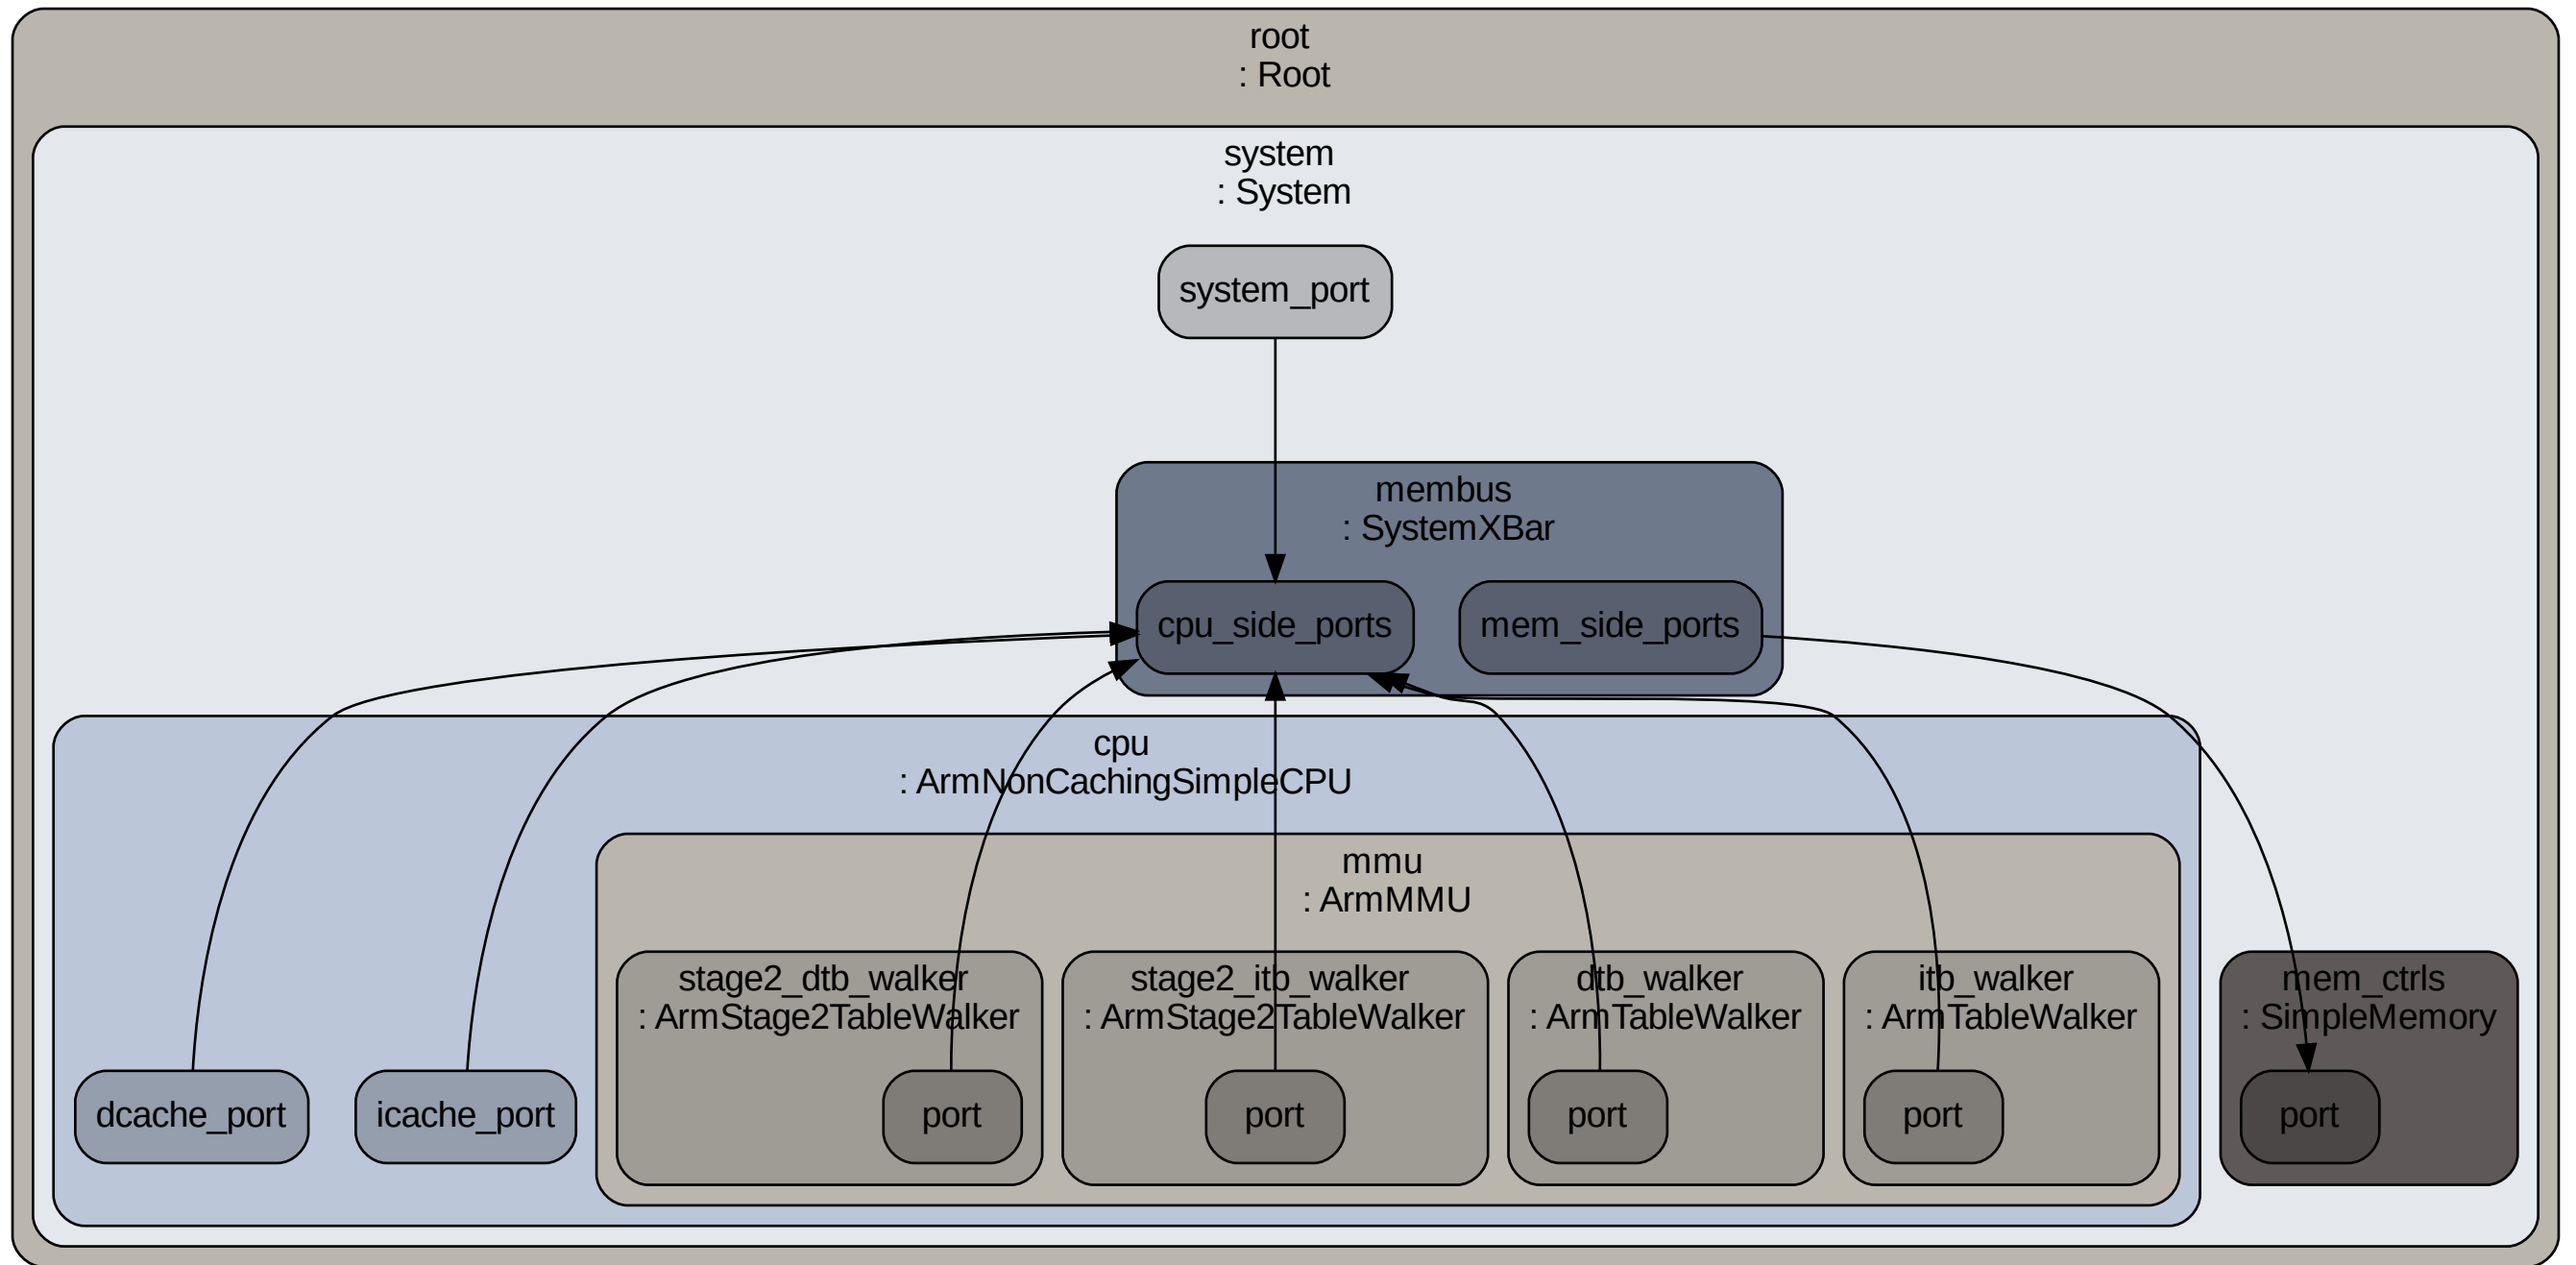 root
: Root
system
: System
system_port
membus
: SystemXBar
cpu_side_ports
mem_side_ports
cpu
: ArmNonCachingSimpleCPU
mmu
: ArmMMU
stage2_dtb_walker
: ArmStage2TableWalker
stage2_itb_walker
: ArmStage2TableWalker
dtb_walker
: ArmTableWalker
itb_walker
: ArmTableWalker
mem_ctrls
: SimpleMemory
dcache_port
icache_port
port
port
port
port
port